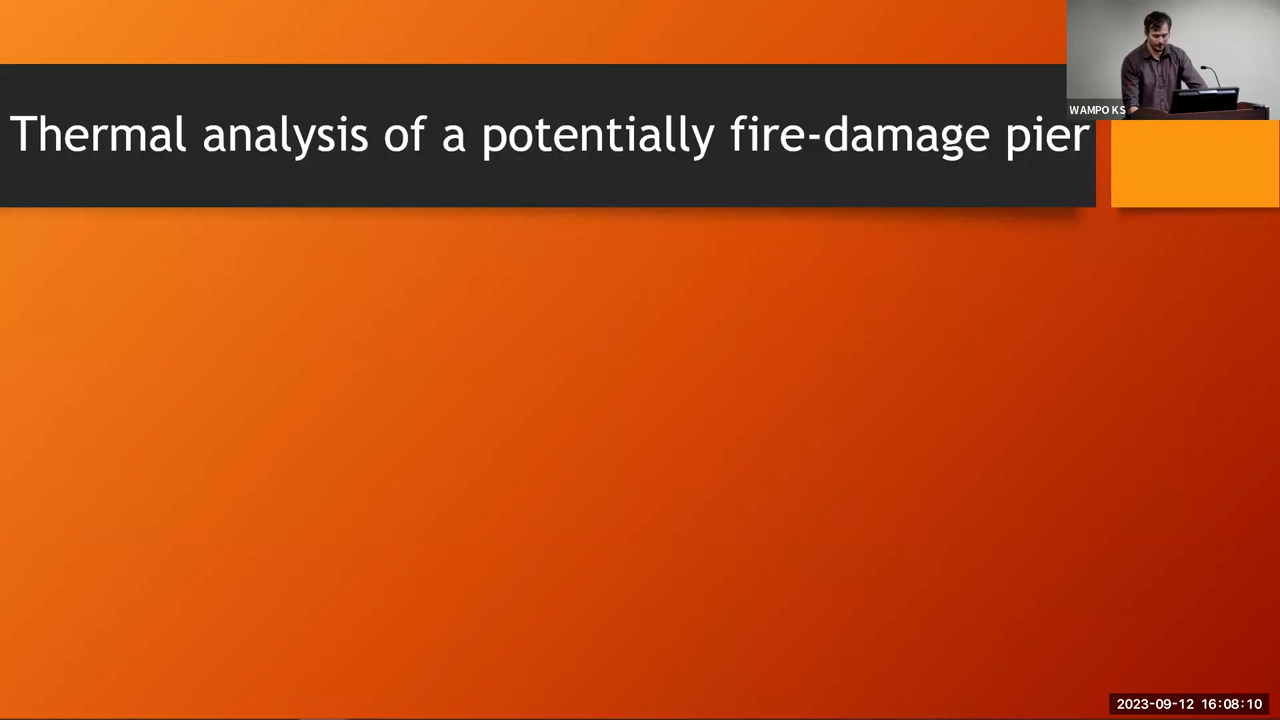 Thermal analysis of a potentially fire-damage pier
WAMPO KS
2023-09-12 16:08:10